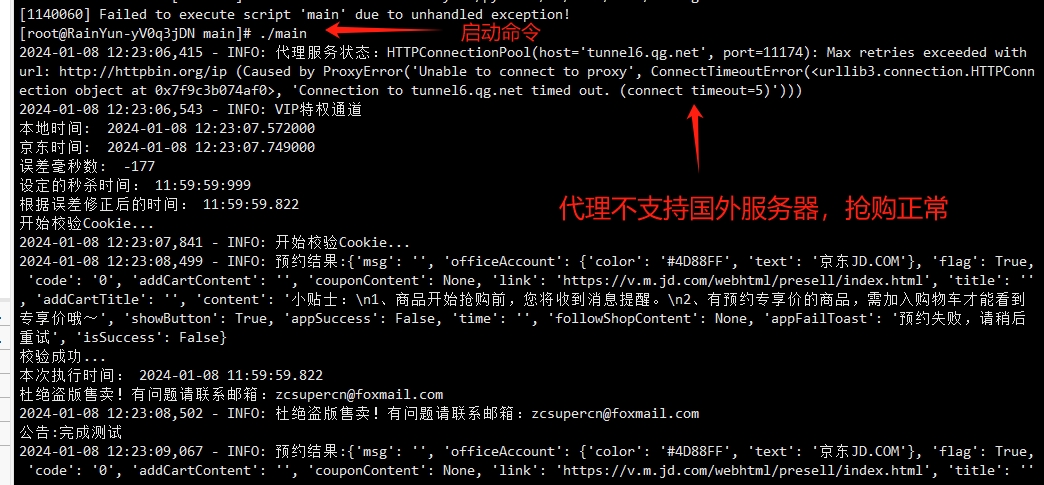 [1140060] Failed to execute script 'main' due to unhandled exception!
[root@RainYun-yV0q3jDN main]# ./main
启动命令
2024-01-08 12:23:06,415 - INFO: 代理服务状态：HTTPConnectionPool(host='tunnel6.qg.net', port=11174): Max retries exceeded with
url: http://httpbin.org/ip (Caused by ProxyError('Unable to connect to proxy', ConnectTimeoutError(<urllib3.connection.HTTPConn
ection object at 0x7f9c3b074af0>, 'Connection to tunnel6.qg.net timed out. (connect timeout=5)')))
2024-01-08 12:23:06,543 - INFO: VIP特权通道
本地时间： 2024-01-08 12:23:07.572000
京东时间： 2024-01-08 12:23:07.749000
误差毫秒数： -177
设定的秒杀时间： 11:59:59:999
根据误差修正后的时间： 11:59:59.822
代理不支持国外服务器，抢购正常
开始校验Cookie...
2024-01-08 12:23:07,841 - INFO: 开始校验Cookie...
2024-01-08 12:23:08,499 - INFO: 预约结果:{'msg': '', 'officeAccount': {'color': '#4D88FF', 'text': '京东JD.COM'}, 'flag': True,
'code': '0', 'addCartContent': '', 'couponContent': None, 'link': 'https://v.m.jd.com/webhtml/presell/index.html', 'title': ''
, 'addCartTitle': '', 'content': '小贴士：\n1、商品开始抢购前，您将收到消息提醒。\n2、有预约专享价的商品，需加入购物车才能看到
专享价哦～', 'showButton': True, 'appSuccess': False, 'time': '', 'followShopContent': None, 'appFailToast': '预约失败，请稍后
重试', 'isSuccess': False}
校验成功...
本次执行时间： 2024-01-08 11:59:59.822
杜绝盗版售卖！有问题请联系邮箱：zcsupercn@foxmail.com
2024-01-08 12:23:08,502 - INFO: 杜绝盗版售卖！有问题请联系邮箱：zcsupercn@foxmail.com
公告:完成测试
2024-01-08 12:23:09,067 - INFO: 预约结果:{'msg': '', 'officeAccount': {'color': '#4D88FF', 'text': '京东JD.COM'}, 'flag': True,
'code': '0', 'addCartContent': '', 'couponContent': None, 'link': 'https://v.m.jd.com/webhtml/presell/index.html', 'title': ''